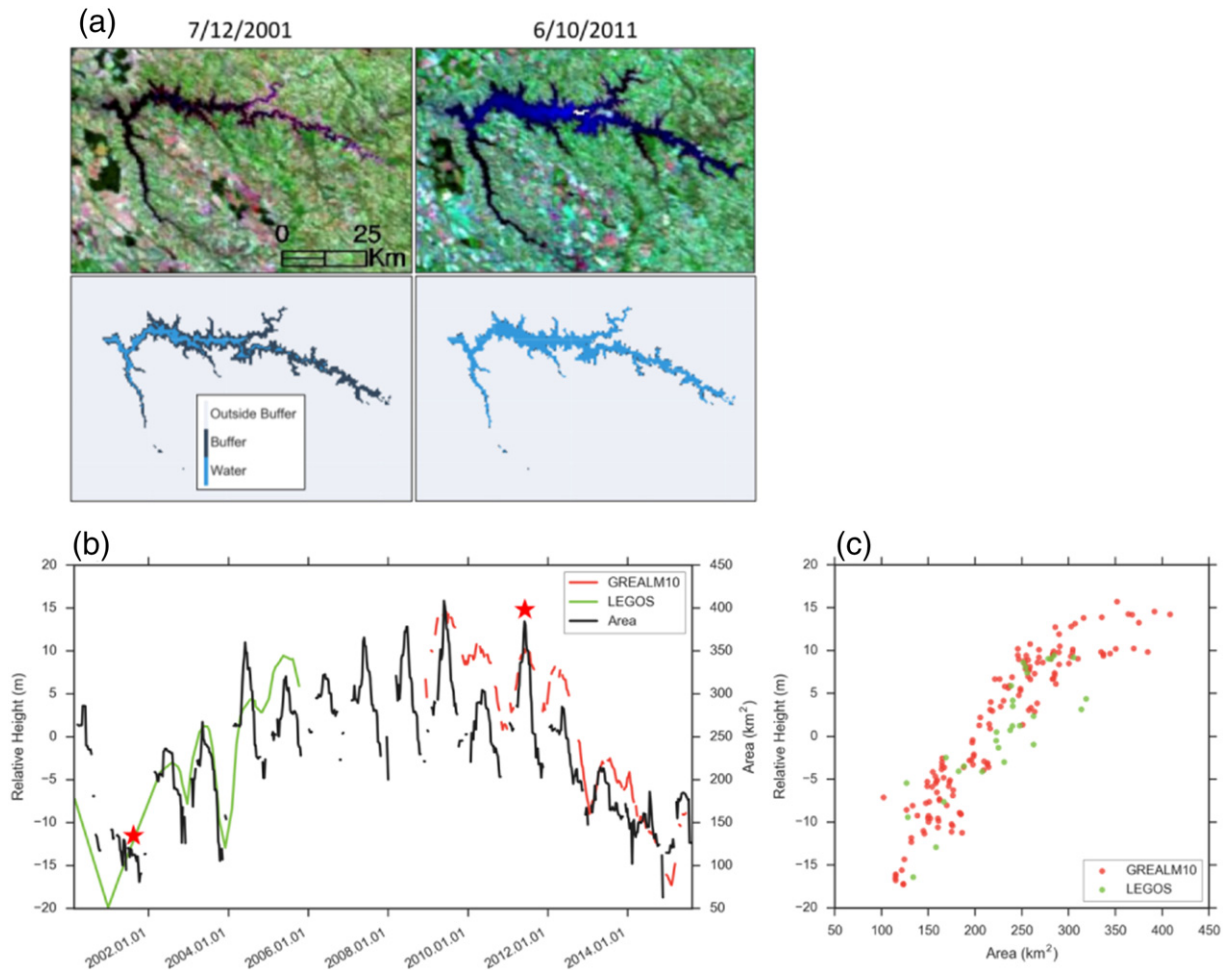 (a)
7/12/2001 6/10/2011
0 25
Km
Outside Buffer
Buffer
Water
(b)
20
15
10
5
0
−5
−10
−15
−20
Relative Height (m)
GREALM10
LEGOS
Area
450
400
350
300
250
200
150
100
50
Area (km²)
2002.01.01 2004.01.01 2006.01.01 2008.01.01 2010.01.01 2012.01.01 2014.01.01
(c)
20
15
10
5
0
−5
−10
−15
−20
Relative Height (m)
GREALM10
LEGOS
50 100 150 200 250 300 350 400 450
Area (km²)